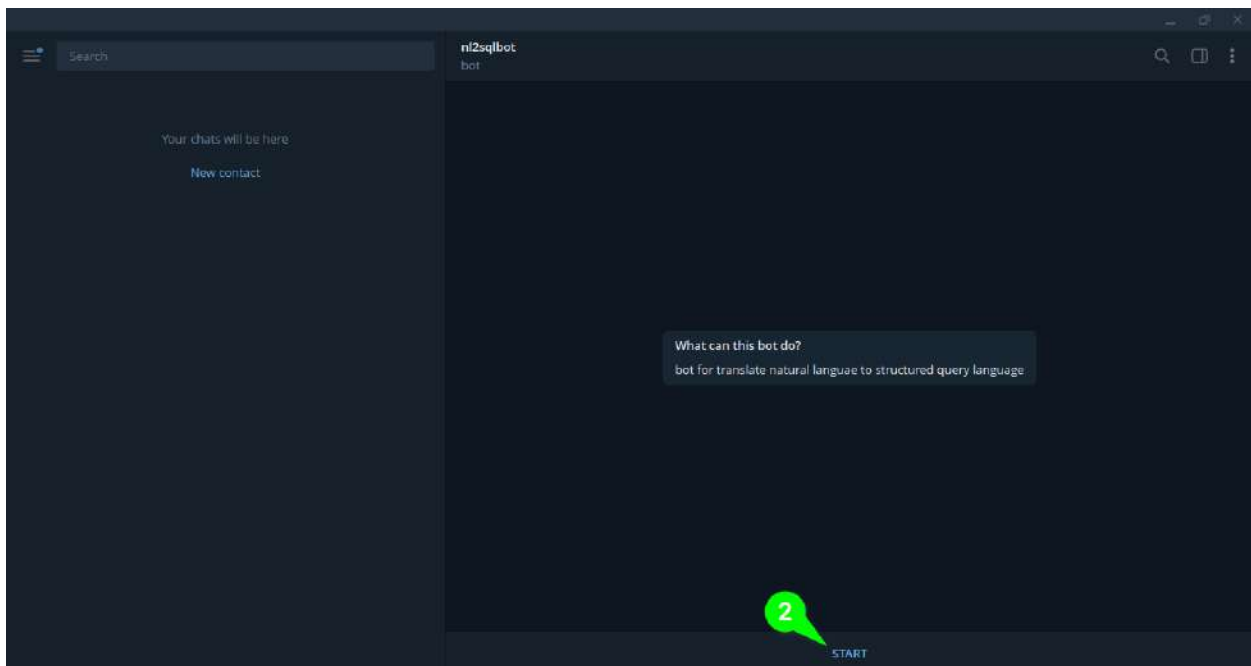 Search
Your chats will be here
New contact
nl2sqlbot
bot
What can this bot do?
bot for translate natural languae to structured query language
2
START